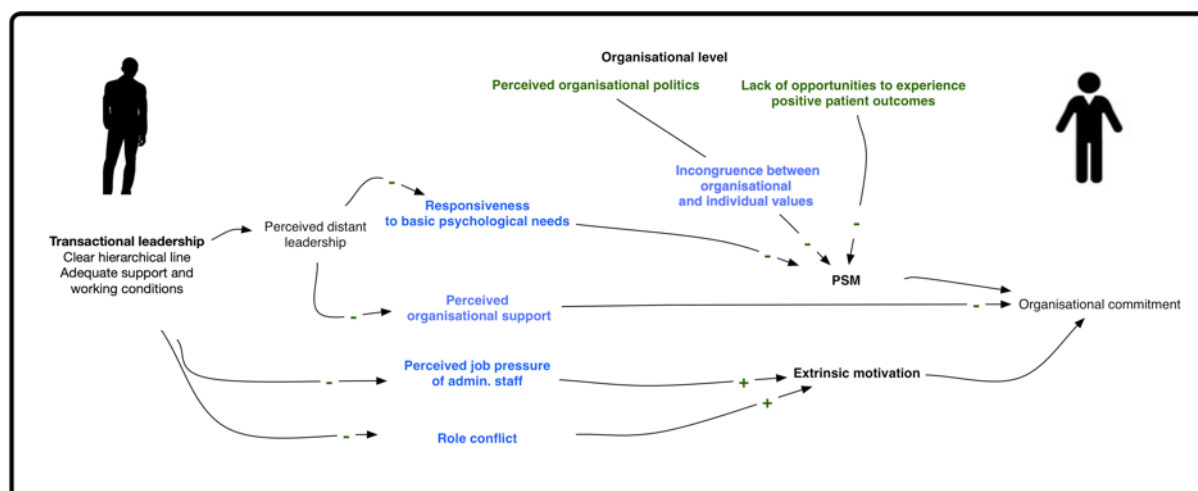 Organisational level
Perceived organisational politics
Lack of opportunities to experience
positive patient outcomes
Incongruence between
organisational
and individual values
-
Responsiveness
to basic psychological needs
Perceived distant
leadership
Transactional leadership
Clear hierarchical line
Adequate support and
working conditions
-
-
-
PSM
Perceived
organisational support
-
-
Organisational commitment
Perceived job pressure
of admin. staff
-
+
Extrinsic motivation
+
-
Role conflict